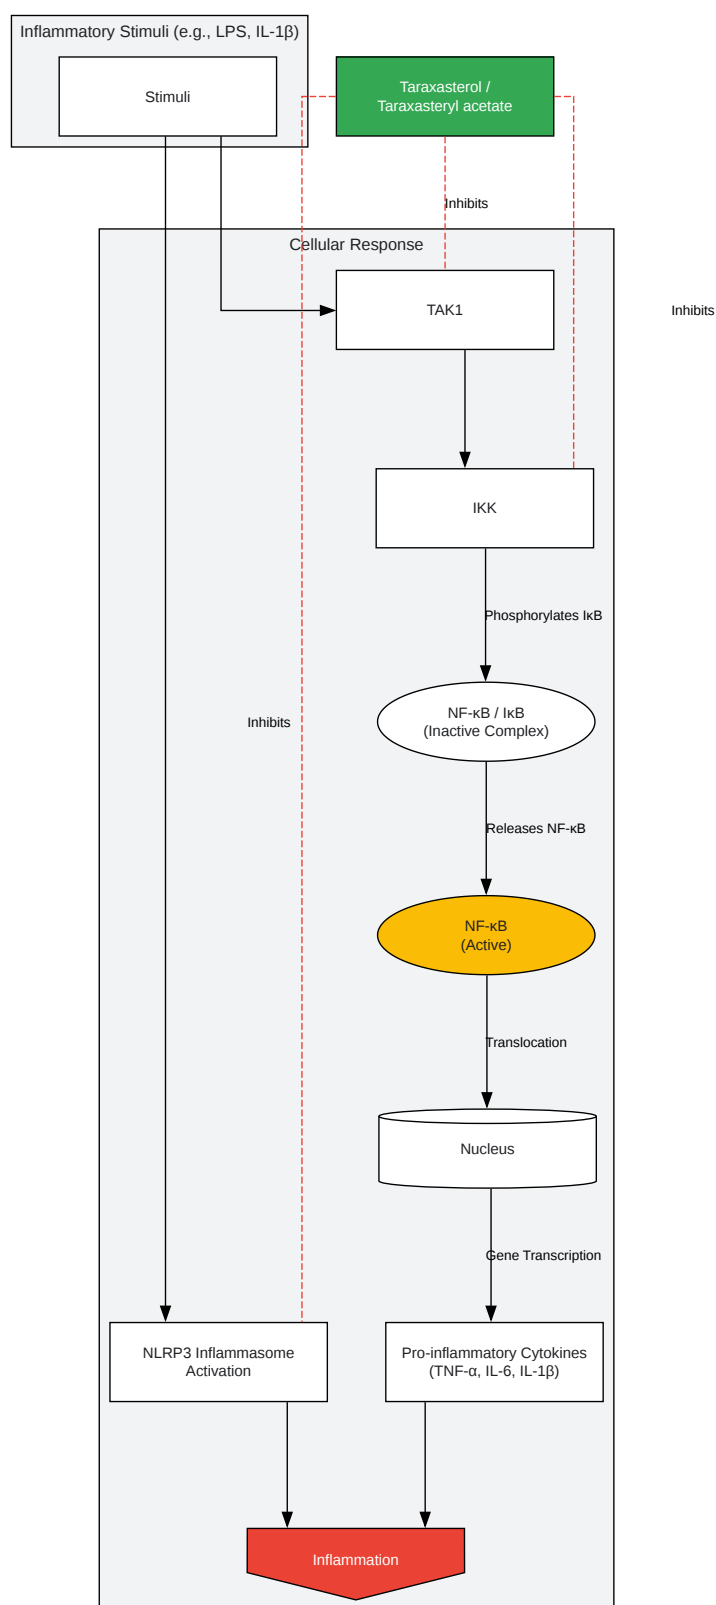 Inflammatory Stimuli (e.g., LPS, IL-1β)
Stimuli
Taraxasterol /
Taraxasteryl acetate
Inhibits
Cellular Response
TAK1
Inhibits
IKK
Phosphorylates IκB
NF-κB / IκB
(Inactive Complex)
Inhibits
Releases NF-κB
NF-κB
(Active)
Translocation
Nucleus
Gene Transcription
NLRP3 Inflammasome
Activation
Pro-inflammatory Cytokines
(TNF-α, IL-6, IL-1β)
Inflammation